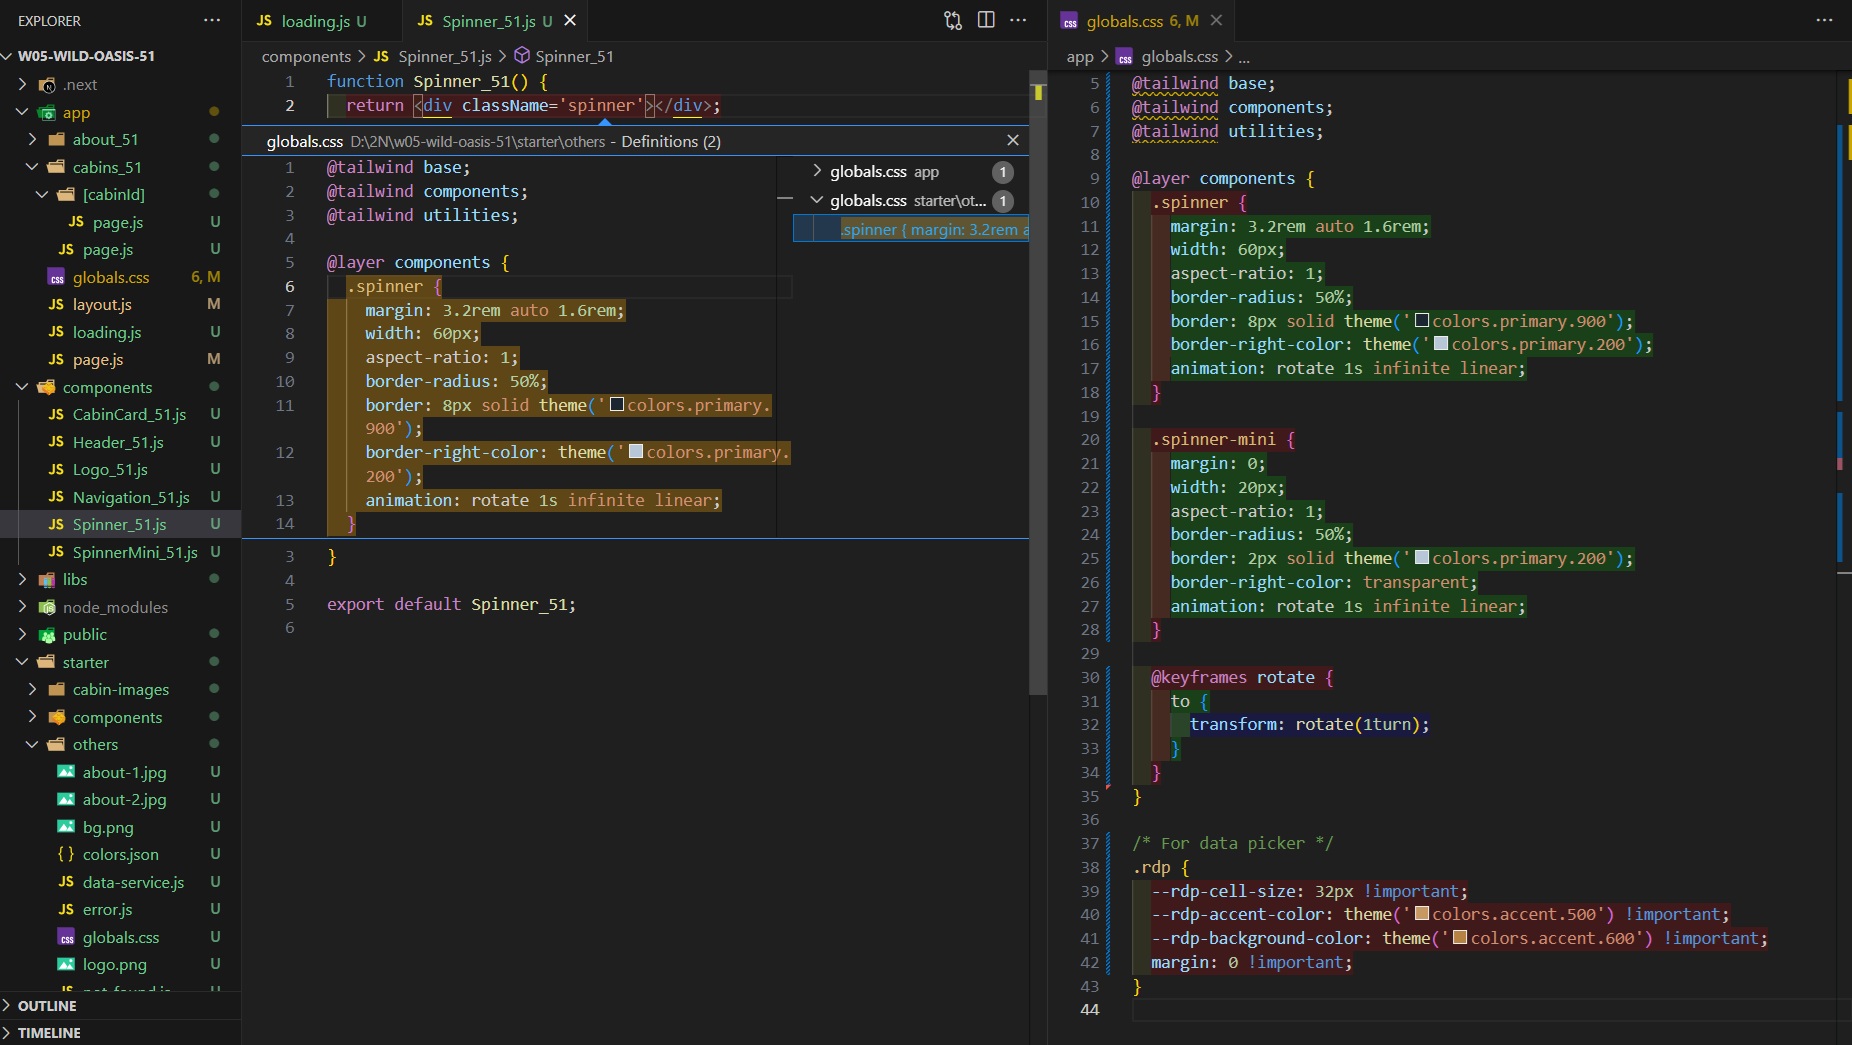 EXPLORER
W05-WILD-OASIS-51
.next
app
about_51
cabins_51
[cabinId]
JS page.js U
JS page.js U
globals.css 6, M
JS layout.js M
JS loading.js U
JS page.js M
components
JS CabinCard_51.js U
JS Header_51.js U
JS Logo_51.js U
JS Navigation_51.js U
JS Spinner_51.js U
JS SpinnerMini_51.js U
libs
node_modules
public
starter
cabin-images
components
others
about-1.jpg U
about-2.jpg U
bg.png U
{ } colors.json U
JS data-service.js U
JS error.js U
css globals.css U
logo.png U
OUTLINE
TIMELINE
JS loading.js U
JS Spinner_51.js U
components > JS Spinner_51.js > Spinner_51
1 function Spinner_51() {
2 return <div className='spinner'></div>;
globals.css D:\2N\w05-wild-oasis-51\starter\others - Definitions (2)
1 @tailwind base;
2 @tailwind components;
3 @tailwind utilities;
4
5 @layer components {
6 .spinner {
7 margin: 3.2rem auto 1.6rem;
8 width: 60px;
9 aspect-ratio: 1;
10 border-radius: 50%;
11 border: 8px solid theme('colors.primary.
900');
12 border-right-color: theme('colors.primary.
200');
13 animation: rotate 1s infinite linear;
14 }
globals.css app 1
globals.css starter\ot... 1
.spinner { margin: 3.2rem a
3 }
4
5 export default Spinner_51;
6
css globals.css 6, M
app > css globals.css > ...
5 @tailwind base;
6 @tailwind components;
7 @tailwind utilities;
8
9 @layer components {
10 .spinner {
11 margin: 3.2rem auto 1.6rem;
12 width: 60px;
13 aspect-ratio: 1;
14 border-radius: 50%;
15 border: 8px solid theme('colors.primary.900');
16 border-right-color: theme('colors.primary.200');
17 animation: rotate 1s infinite linear;
18 }
19
20 .spinner-mini {
21 margin: 0;
22 width: 20px;
23 aspect-ratio: 1;
24 border-radius: 50%;
25 border: 2px solid theme('colors.primary.200');
26 border-right-color: transparent;
27 animation: rotate 1s infinite linear;
28 }
29
30 @keyframes rotate {
31 to {
32 transform: rotate(1turn);
33 }
34 }
35 }
36
37 /* For data picker */
38 .rdp {
39 --rdp-cell-size: 32px !important;
40 --rdp-accent-color: theme('colors.accent.500') !important;
41 --rdp-background-color: theme('colors.accent.600') !important;
42 margin: 0 !important;
43 }
44